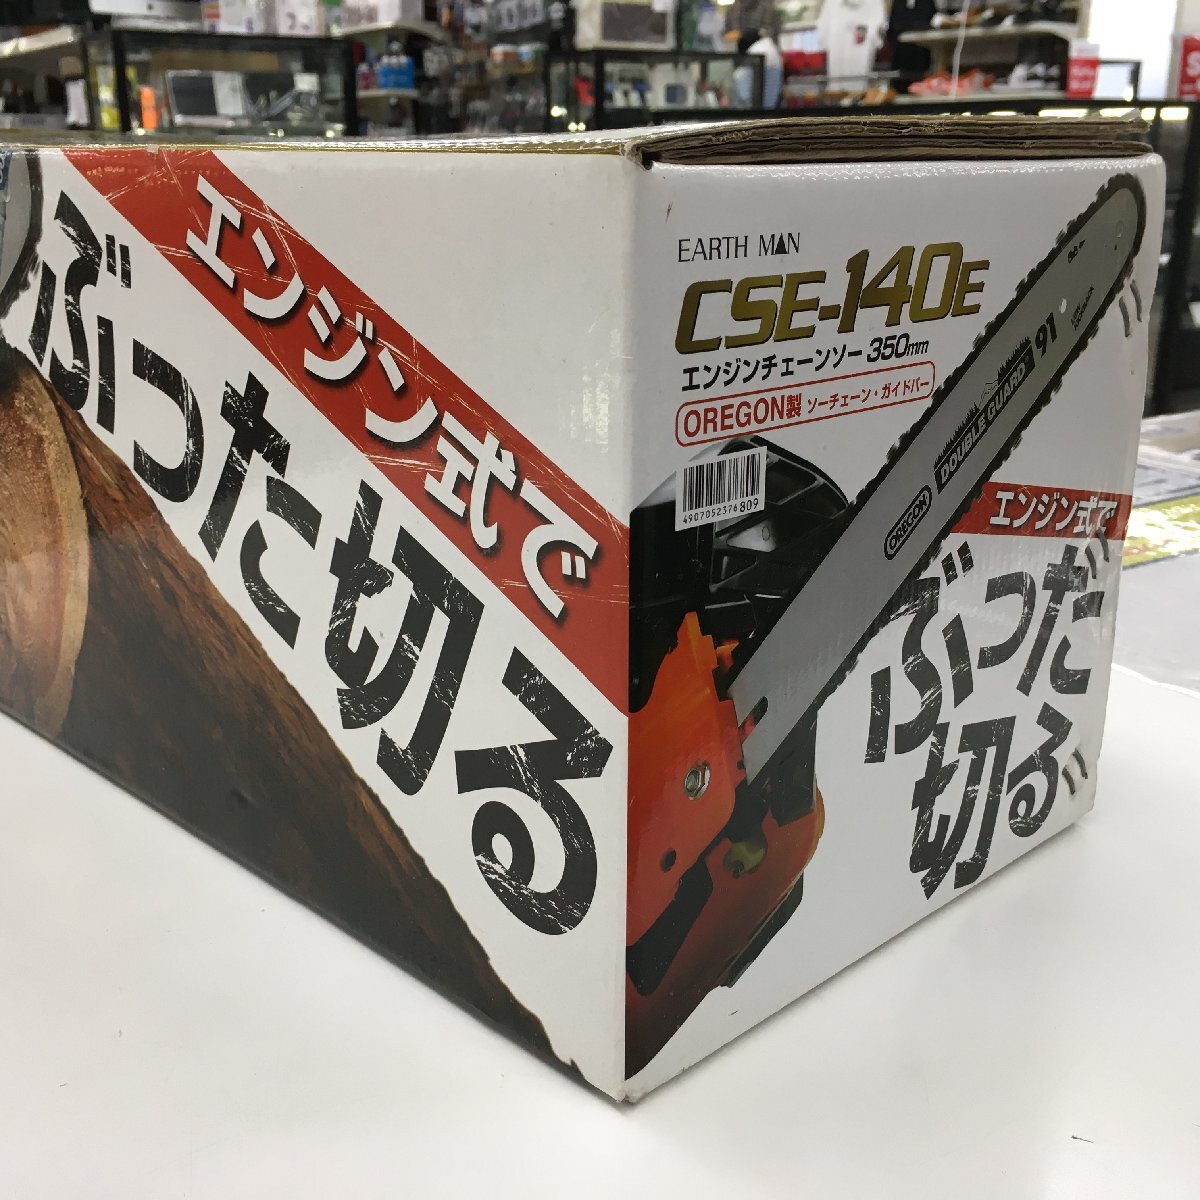 エンジン式で
ぶった切る
EARTH MAN
CSE-140E
エンジンチェーンソー 350mm
OREGON製 ソーチェーン・ガイドバー
4907052376809
OREGON
DOUBLE GUARD 91
エンジン式で
ぶった
切る